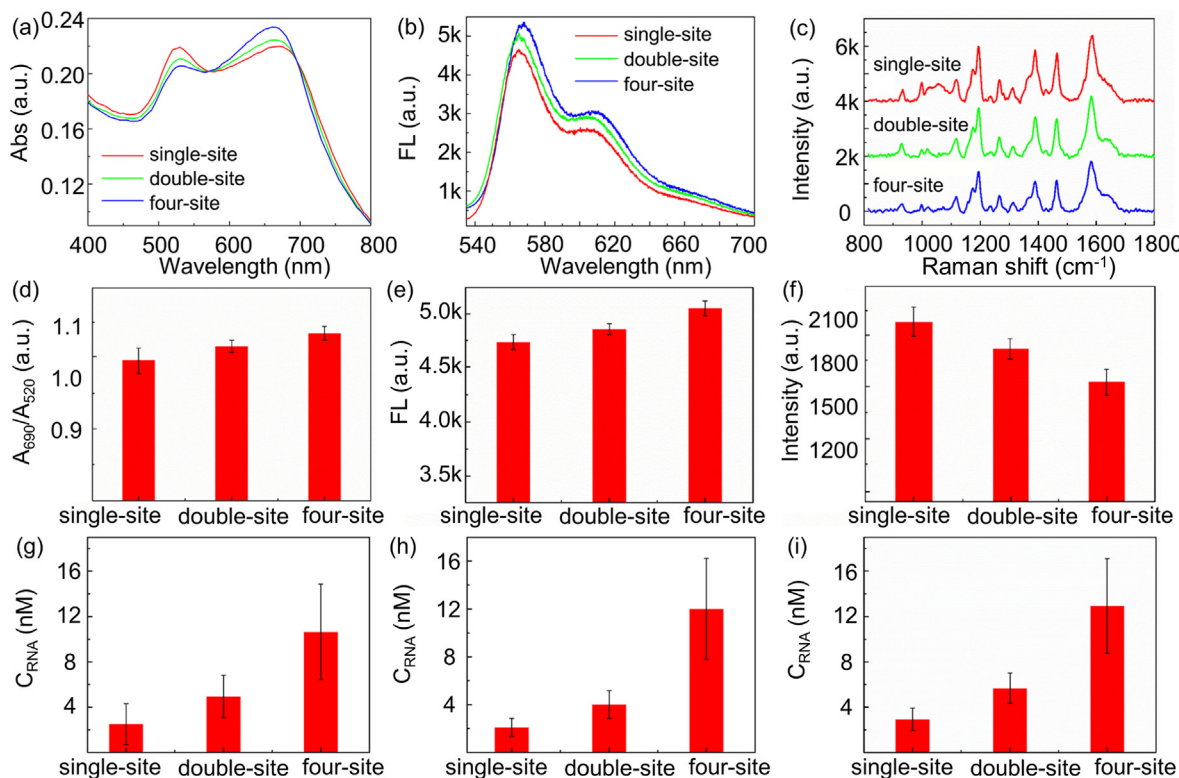 (a)
Abs (a.u.)
0.24
0.20
0.16
0.12
single-site
double-site
four-site
400 500 600 700 800
Wavelength (nm)
(b)
FL (a.u.)
5k
4k
3k
2k
1k
single-site
double-site
four-site
540 580 620 660 700
Wavelength (nm)
(c)
Intensity (a.u.)
6k
4k
2k
0
single-site
double-site
four-site
800 1000 1200 1400 1600 1800
Raman shift (cm⁻¹)
(d)
A₆₉₀/A₅₂₀ (a.u.)
1.1
1.0
0.9
single-site double-site four-site
(e)
FL (a.u.)
5.0k
4.5k
4.0k
3.5k
single-site double-site four-site
(f)
Intensity (a.u.)
2100
1800
1500
1200
single-site double-site four-site
(g)
C_RNA (nM)
16
12
8
4
single-site double-site four-site
(h)
C_RNA (nM)
16
12
8
4
single-site double-site four-site
(i)
C_RNA (nM)
16
12
8
4
single-site double-site four-site